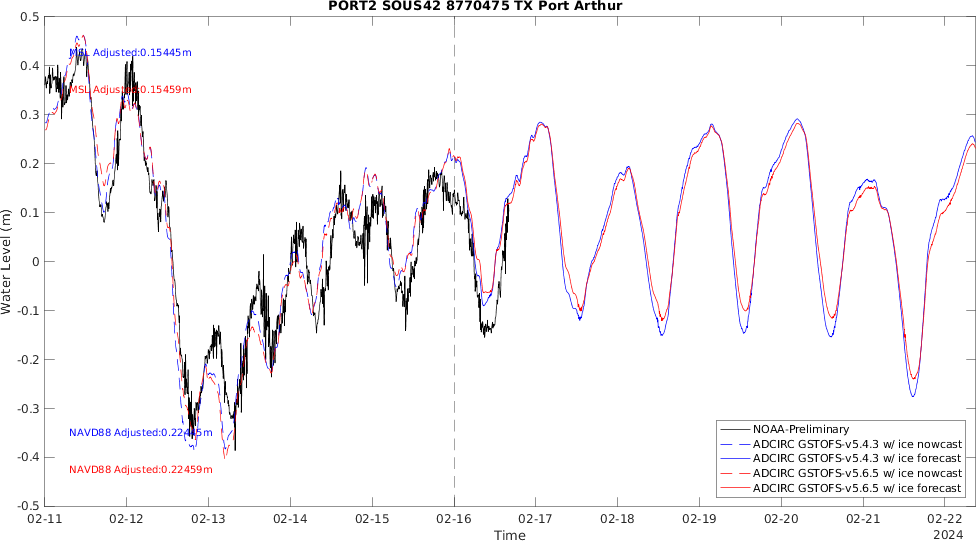 PORT2 SOUS42 8770475 TX Port Arthur
0.5
0.4
0.3
0.2
0.1
0
-0.1
-0.2
-0.3
-0.4
-0.5
Water Level (m)
MSL Adjusted:0.15445m
MSL Adjusted:0.15459m
NAVD88 Adjusted:0.22445m
NAVD88 Adjusted:0.22459m
NOAA-Preliminary
ADCIRC GSTOFS-v5.4.3 w/ ice nowcast
ADCIRC GSTOFS-v5.4.3 w/ ice forecast
ADCIRC GSTOFS-v5.6.5 w/ ice nowcast
ADCIRC GSTOFS-v5.6.5 w/ ice forecast
02-11 02-12 02-13 02-14 02-15 02-16 02-17 02-18 02-19 02-20 02-21 02-22
Time
2024